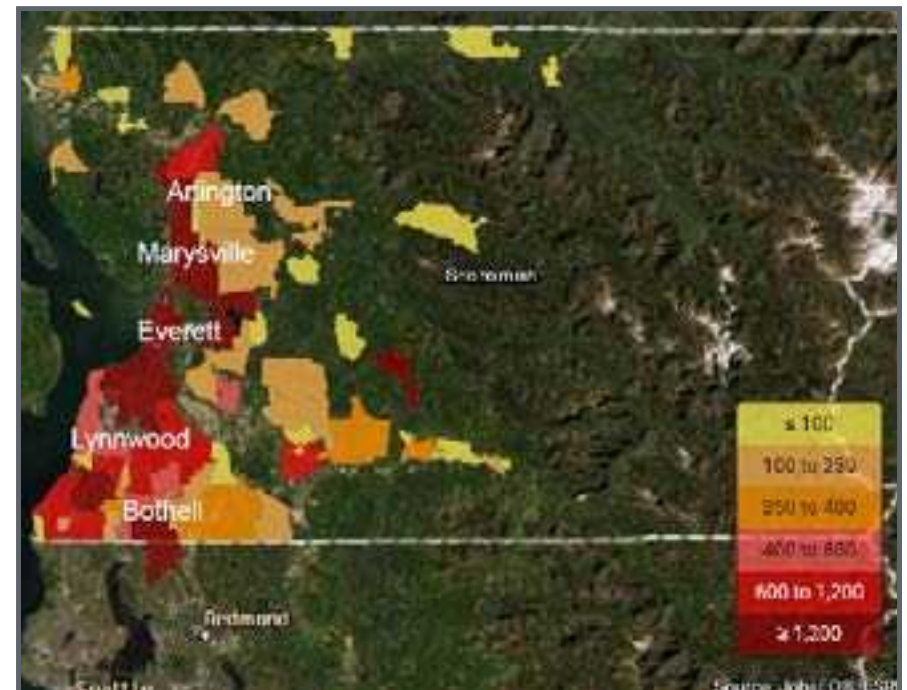 Arlington
Marysville
Everett
Lynnwood
Bothell
Redmond
≤ 100
100 to 250
250 to 400
400 to 600
600 to 1,200
≥ 1,200